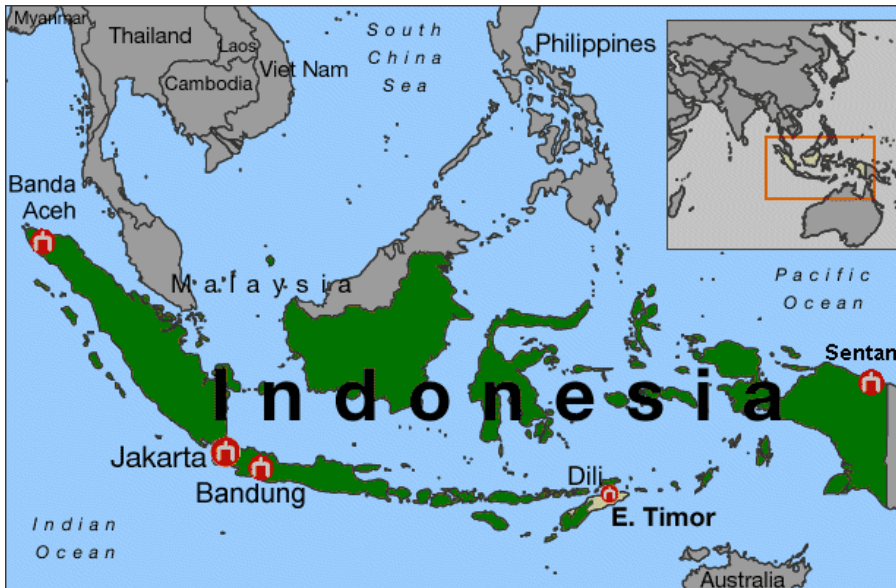 Myanmar
Thailand
Laos
Cambodia
Viet Nam
South
China
Sea
Philippines
Banda
Aceh
Malaysia
Pacific
Ocean
Sentan
Indonesia
Jakarta
Bandung
Dili
E. Timor
Indian
Ocean
Australia